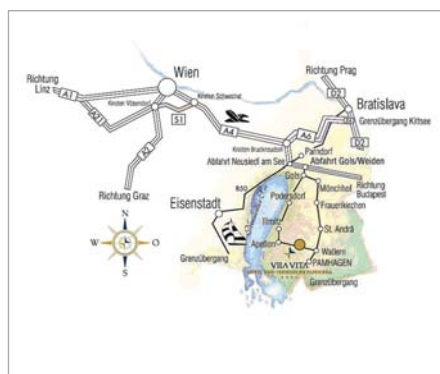 Richtung Prag
D2
Wien
Richtung
Linz
A1
Bratislava
Knoten Schwechat
Knoten Vösendorf
Grenzübergang Kittsee
A21
S1
A4
A6
D2
Knoten Bruckneudorf
A2
Parndorf
Abfahrt Neusiedl am See
Abfahrt Gols/Weiden
Gols
Richtung Graz
B50
Mönchhof
Richtung
Budapest
Eisenstadt
Podersdorf
Frauenkirchen
N
W O
S
Illmitz
St. Andrä
Apetlon
Wallern
VILA VITA
PAMHAGEN
Grenzübergang
Grenzübergang